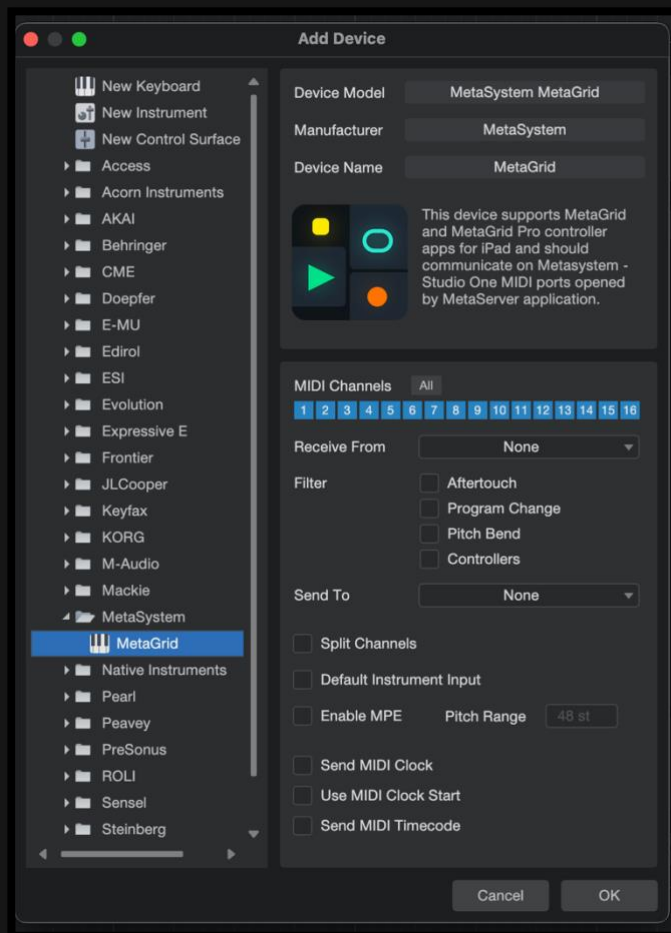 Add Device
New Keyboard
New Instrument
New Control Surface
Access
Acorn Instruments
AKAI
Behringer
CME
Doepfer
E-MU
Edirol
ESI
Evolution
Expressive E
Frontier
JLCooper
Keyfax
KORG
M-Audio
Mackie
MetaSystem
MetaGrid
Native Instruments
Pearl
Peavey
PreSonus
ROLI
Sensel
Steinberg
Device Model MetaSystem MetaGrid
Manufacturer MetaSystem
Device Name MetaGrid
This device supports MetaGrid
and MetaGrid Pro controller
apps for iPad and should
communicate on Metasystem -
Studio One MIDI ports opened
by MetaServer application.
MIDI Channels All
1 2 3 4 5 6 7 8 9 10 11 12 13 14 15 16
Receive From None
Filter Aftertouch
Program Change
Pitch Bend
Controllers
Send To None
Split Channels
Default Instrument Input
Enable MPE Pitch Range 48 st
Send MIDI Clock
Use MIDI Clock Start
Send MIDI Timecode
Cancel OK